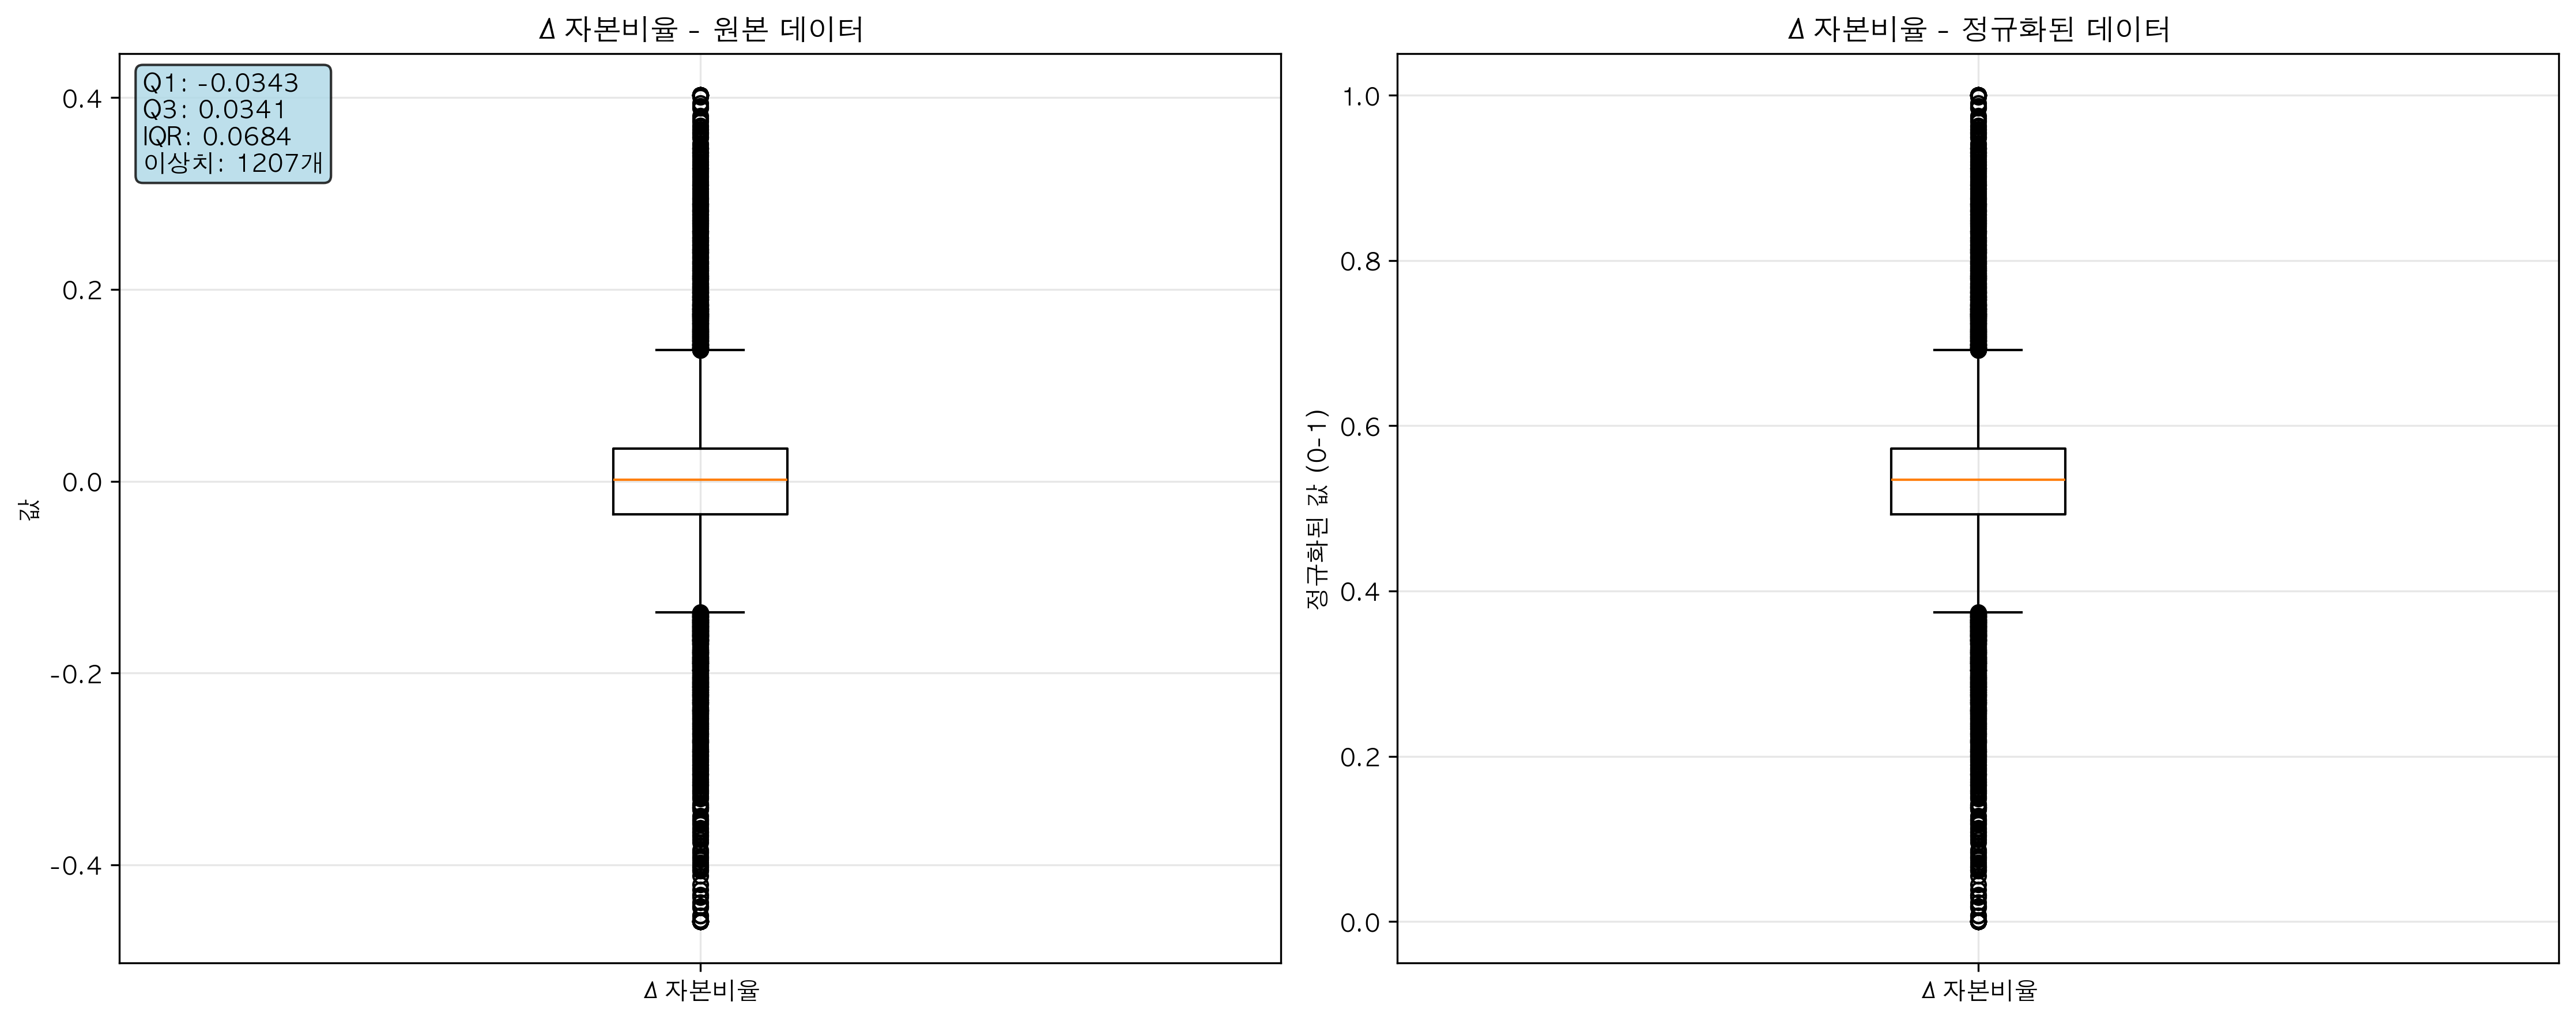 Δ 자본비율 - 원본 데이터
Q1: -0.0343
Q3: 0.0341
IQR: 0.0684
이상치: 1207개
0.4
0.2
0.0
-0.2
-0.4
값
Δ 자본비율
Δ 자본비율 - 정규화된 데이터
1.0
0.8
0.6
0.4
0.2
0.0
정규화된 값 (0-1)
Δ 자본비율